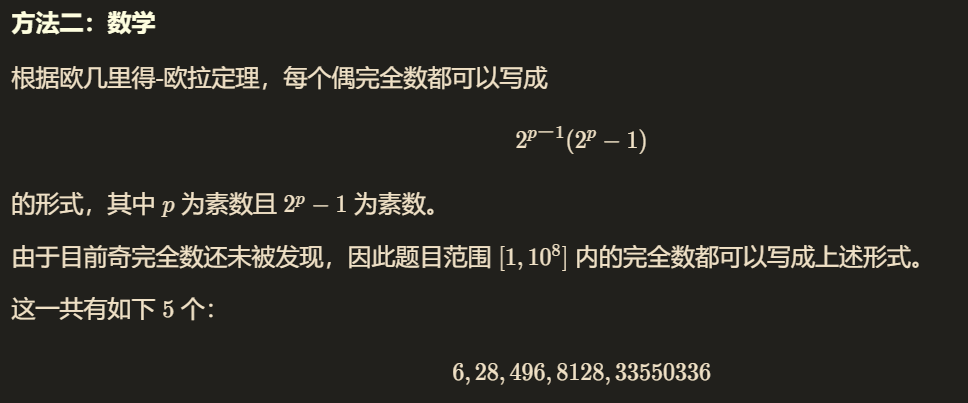 方法二：数学
根据欧几里得-欧拉定理，每个偶完全数都可以写成
2^{p−1}(2^p − 1)
的形式，其中 p 为素数且 2^p − 1 为素数。
由于目前奇完全数还未被发现，因此题目范围 [1, 10^8] 内的完全数都可以写成上述形式。
这一共有如下 5 个：
6, 28, 496, 8128, 33550336